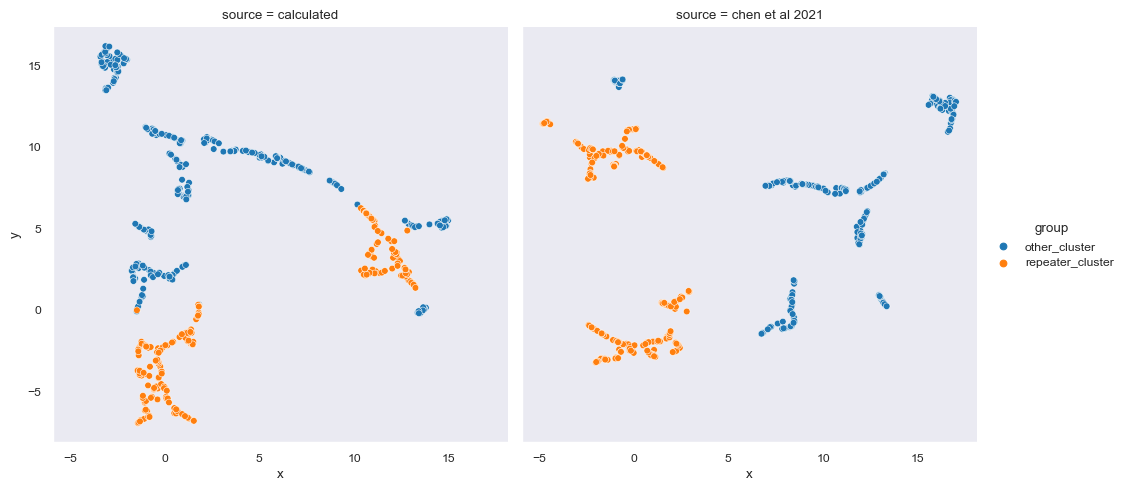 source = calculated
source = chen et al 2021
15
10
5
0
−5
y
−5
0
5
10
15
x
−5
0
5
10
15
x
group
other_cluster
repeater_cluster